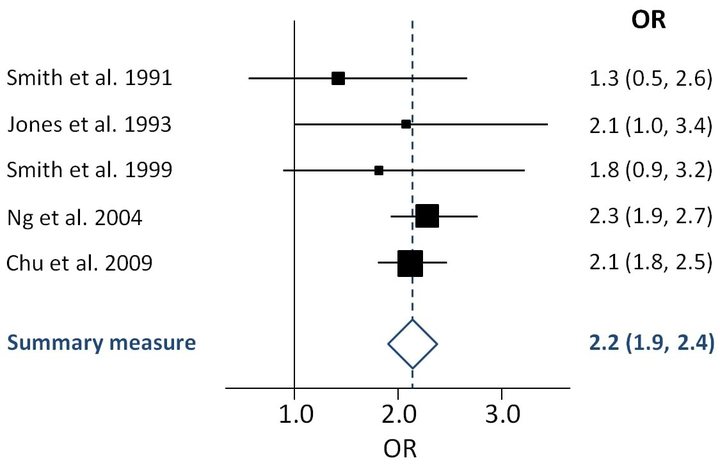 OR
Smith et al. 1991 1.3 (0.5, 2.6)
Jones et al. 1993 2.1 (1.0, 3.4)
Smith et al. 1999 1.8 (0.9, 3.2)
Ng et al. 2004 2.3 (1.9, 2.7)
Chu et al. 2009 2.1 (1.8, 2.5)
Summary measure 2.2 (1.9, 2.4)
1.0 2.0 3.0
OR